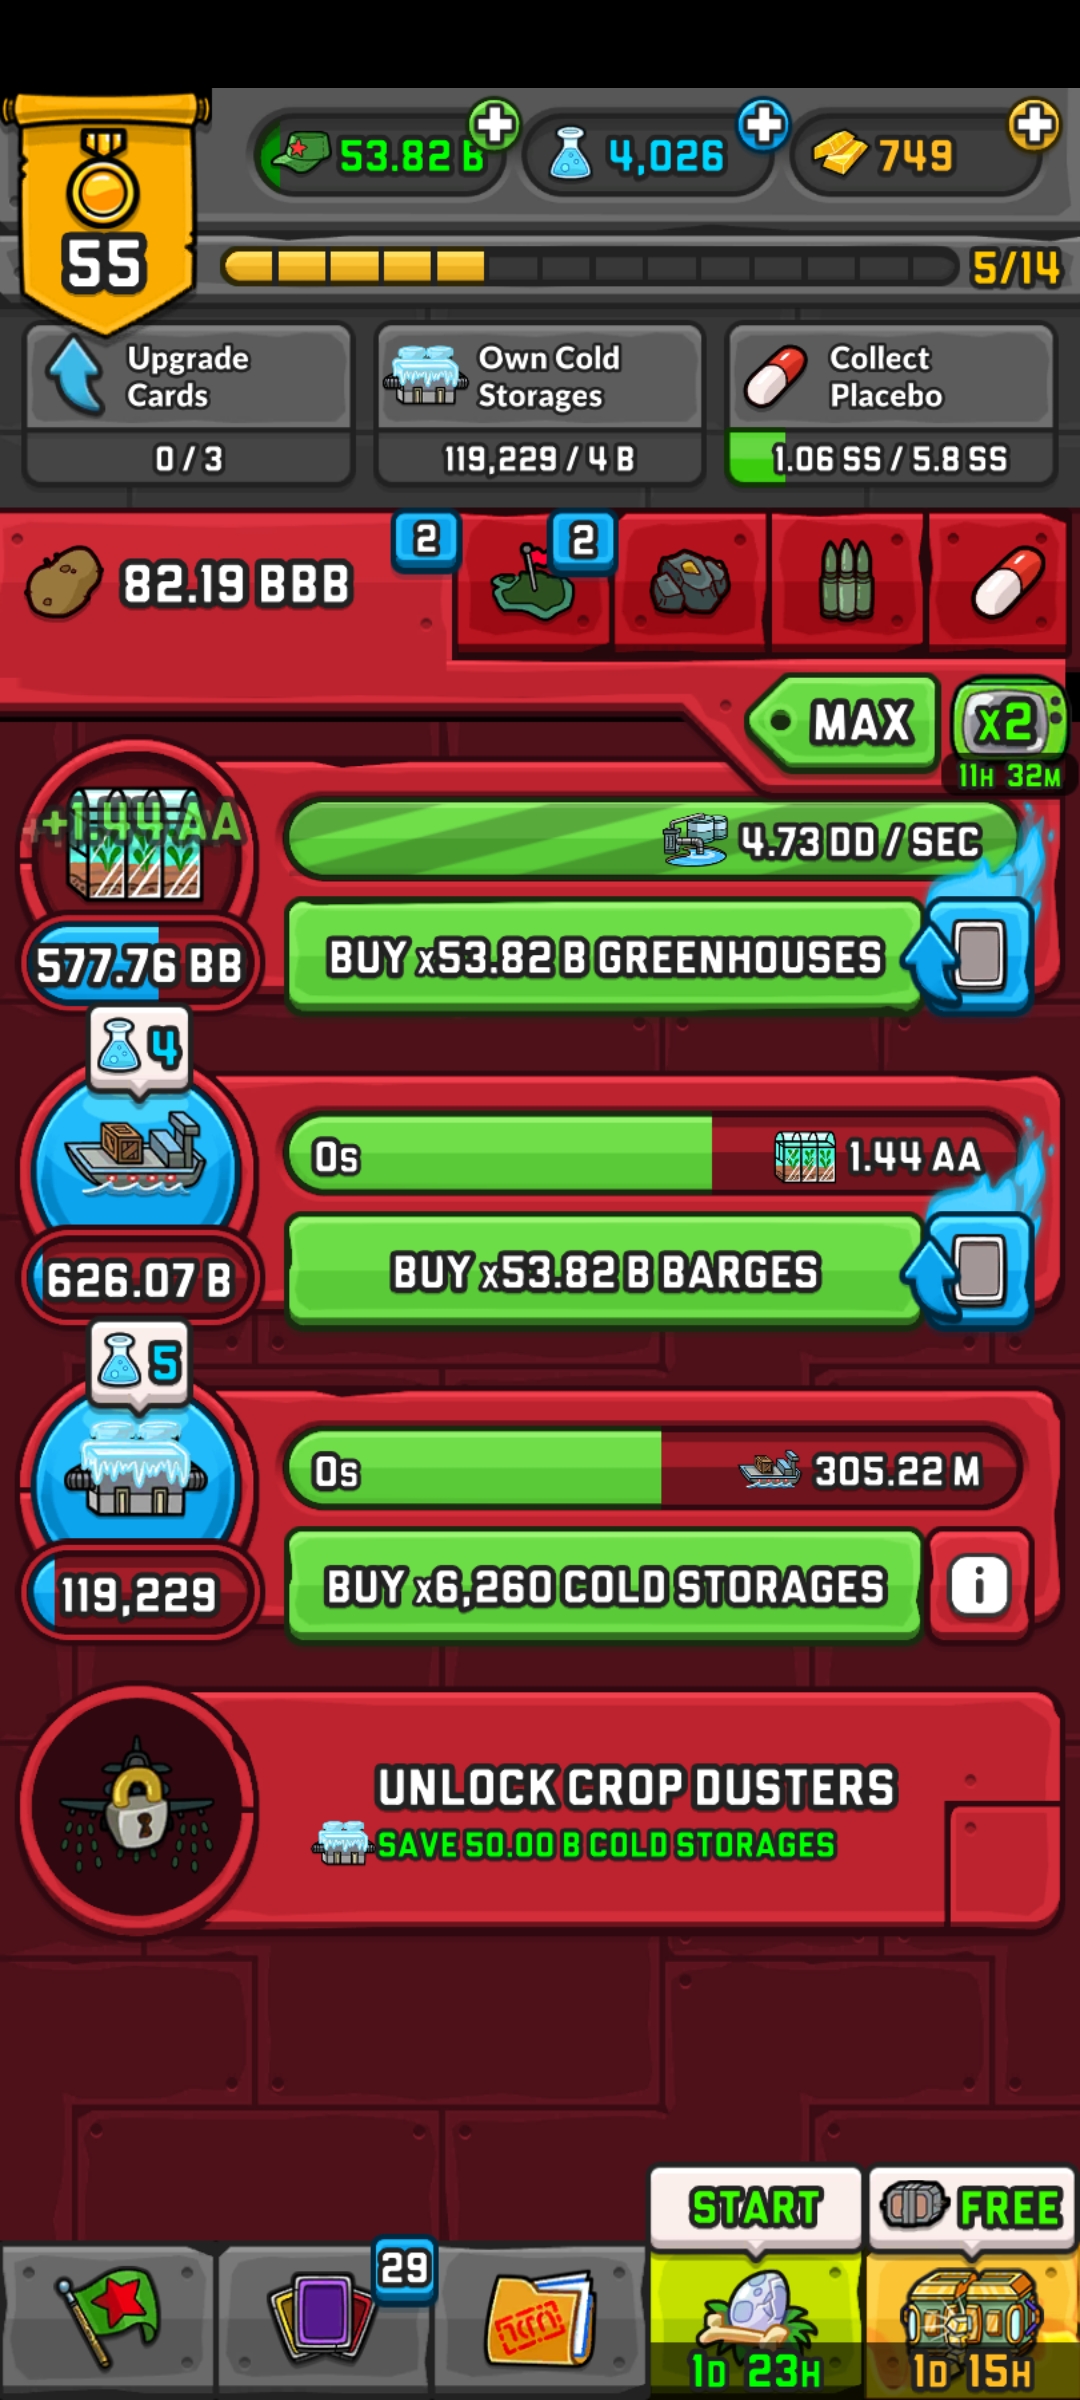 53.82 B
4,026
749
55
5/14
Upgrade
Cards
0 / 3
Own Cold
Storages
119,229 / 4 B
Collect
Placebo
1.06 SS / 5.8 SS
82.19 BBB
2
2
MAX
x2
11H 32M
+1.44 AA
4.73 DD / SEC
577.76 BB
BUY x53.82 B GREENHOUSES
4
0s
1.44 AA
626.07 B
BUY x53.82 B BARGES
5
0s
305.22 M
119,229
BUY x6,260 COLD STORAGES
i
UNLOCK CROP DUSTERS
SAVE 50.00 B COLD STORAGES
START
FREE
29
1D 23H
1D 15H